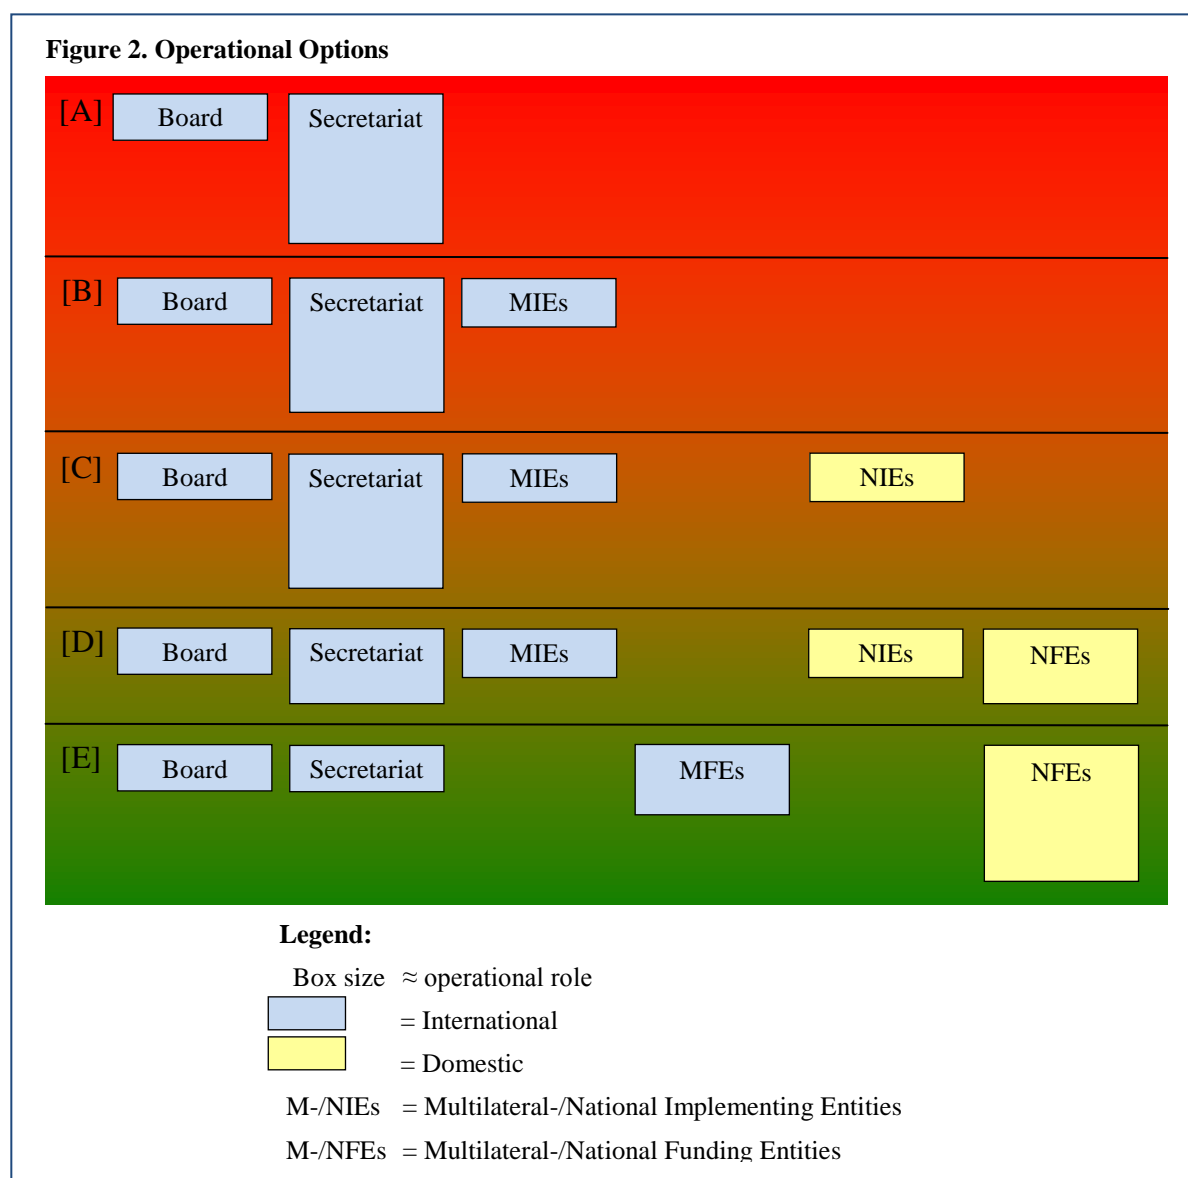 Figure 2. Operational Options
[A] Board Secretariat
[B] Board Secretariat MIEs
[C] Board Secretariat MIEs NIEs
[D] Board Secretariat MIEs NIEs NFEs
[E] Board Secretariat MFEs NFEs
Legend:
Box size ≈ operational role
= International
= Domestic
M-/NIEs = Multilateral-/National Implementing Entities
M-/NFEs = Multilateral-/National Funding Entities